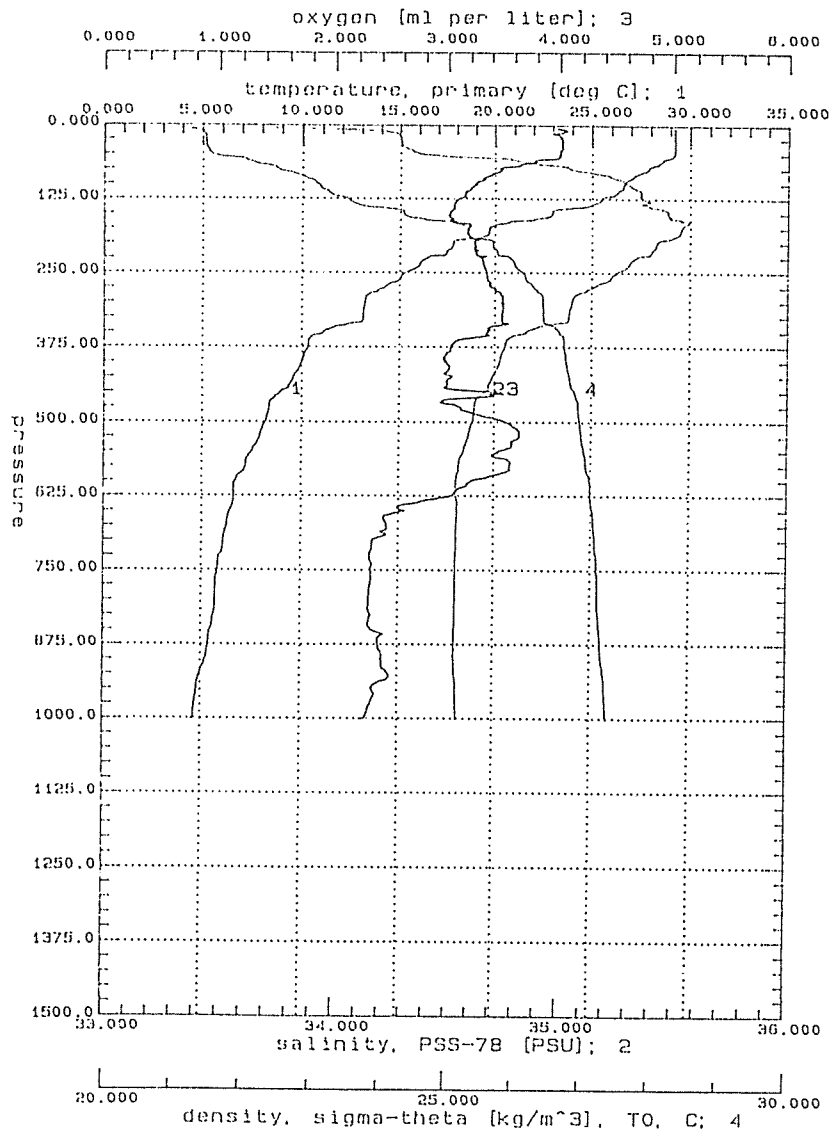 oxygen [ml per liter]; 3
0.000 1.000 2.000 3.000 4.000 5.000 6.000
temperature, primary [deg C]; 1
0.000 5.000 10.000 15.000 20.000 25.000 30.000 35.000
0.000
125.00
250.00
375.00
1 23 4
500.00
pressure
625.00
750.00
875.00
1000.0
1125.0
1250.0
1375.0
1500.0
33.000 34.000 35.000 36.000
salinity, PSS-78 [PSU]; 2
20.000 25.000 30.000
density, sigma-theta [kg/m^3], T0, C; 4